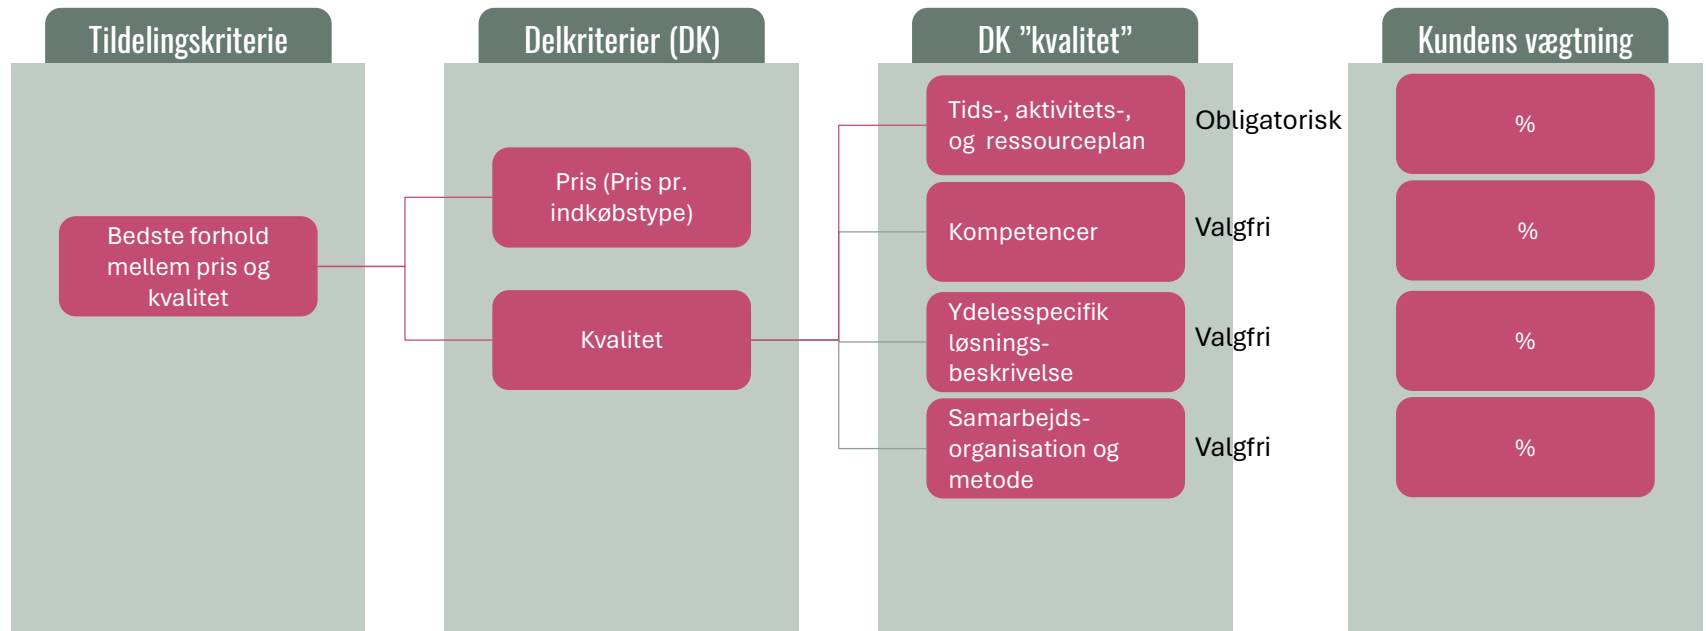 Tildelingskriterie
Delkriterier (DK)
DK ”kvalitet”
Kundens vægtning
Bedste forhold
mellem pris og
kvalitet
Pris (Pris pr.
indkøbstype)
Kvalitet
Tids-, aktivitets-,
og ressourceplan
Obligatorisk
%
Kompetencer
Valgfri
%
Ydelesspecifik
løsnings-
beskrivelse
Valgfri
%
Samarbejds-
organisation og
metode
Valgfri
%